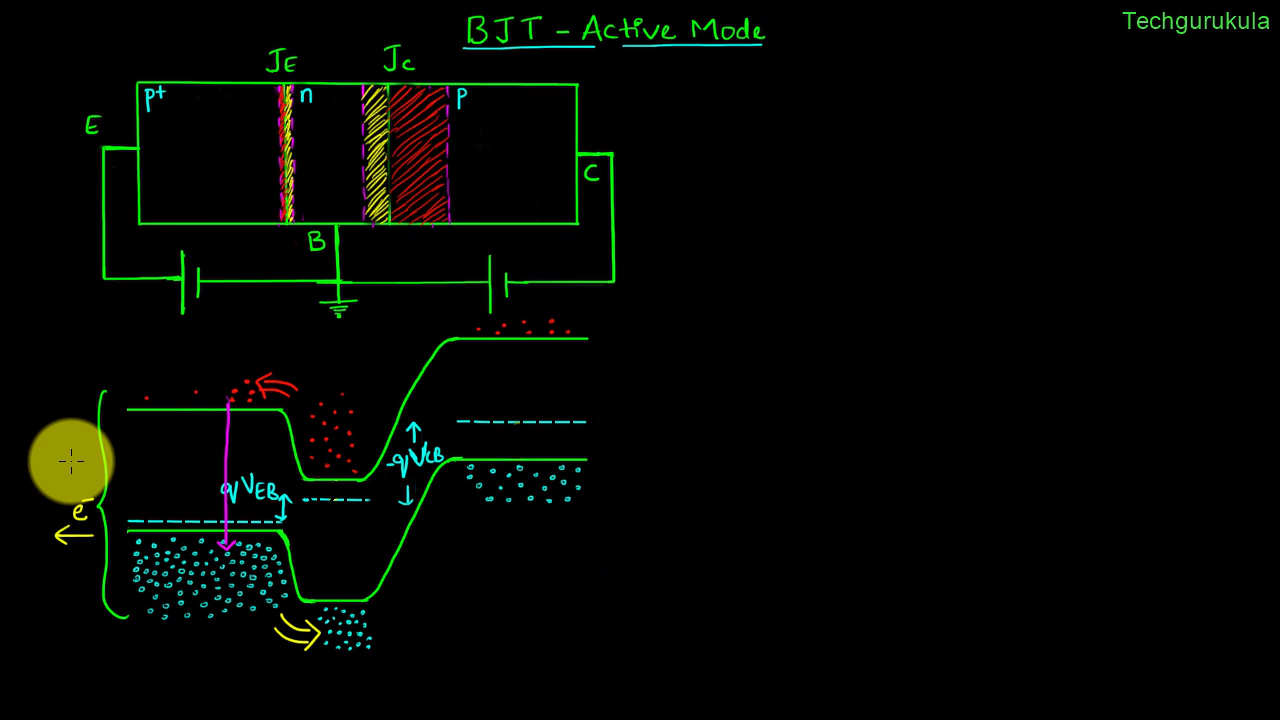 Techgurukula
BJT - Active Mode
JE JC
p+ n p
E
C
B
qVEB
-qVCB
e-